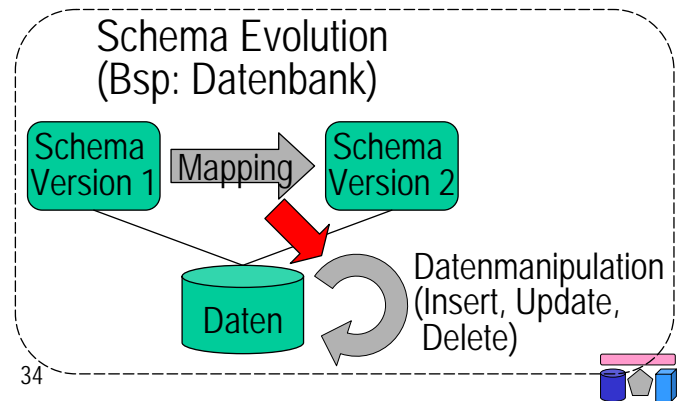 Schema Evolution
(Bsp: Datenbank)
Schema
Version 1
Mapping
Schema
Version 2
Daten
Datenmanipulation
(Insert, Update,
Delete)
34